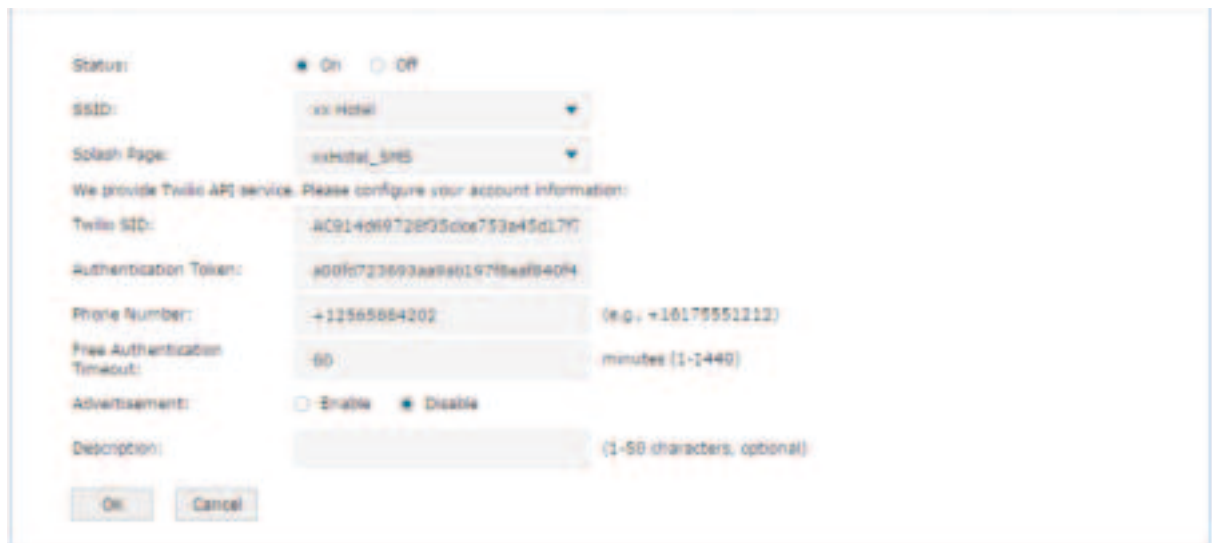 Status: On Off
SSID: xx Hotel
Splash Page: xxHotel_SMS
We provide Twilio API service. Please configure your account information:
Twilio SID:
Authentication Token:
Phone Number: (e.g., +16175551212)
Free Authentication
Timeout: 60 minutes (1-1440)
Advertisement: Enable Disable
Description: (1-50 characters, optional)
OK Cancel